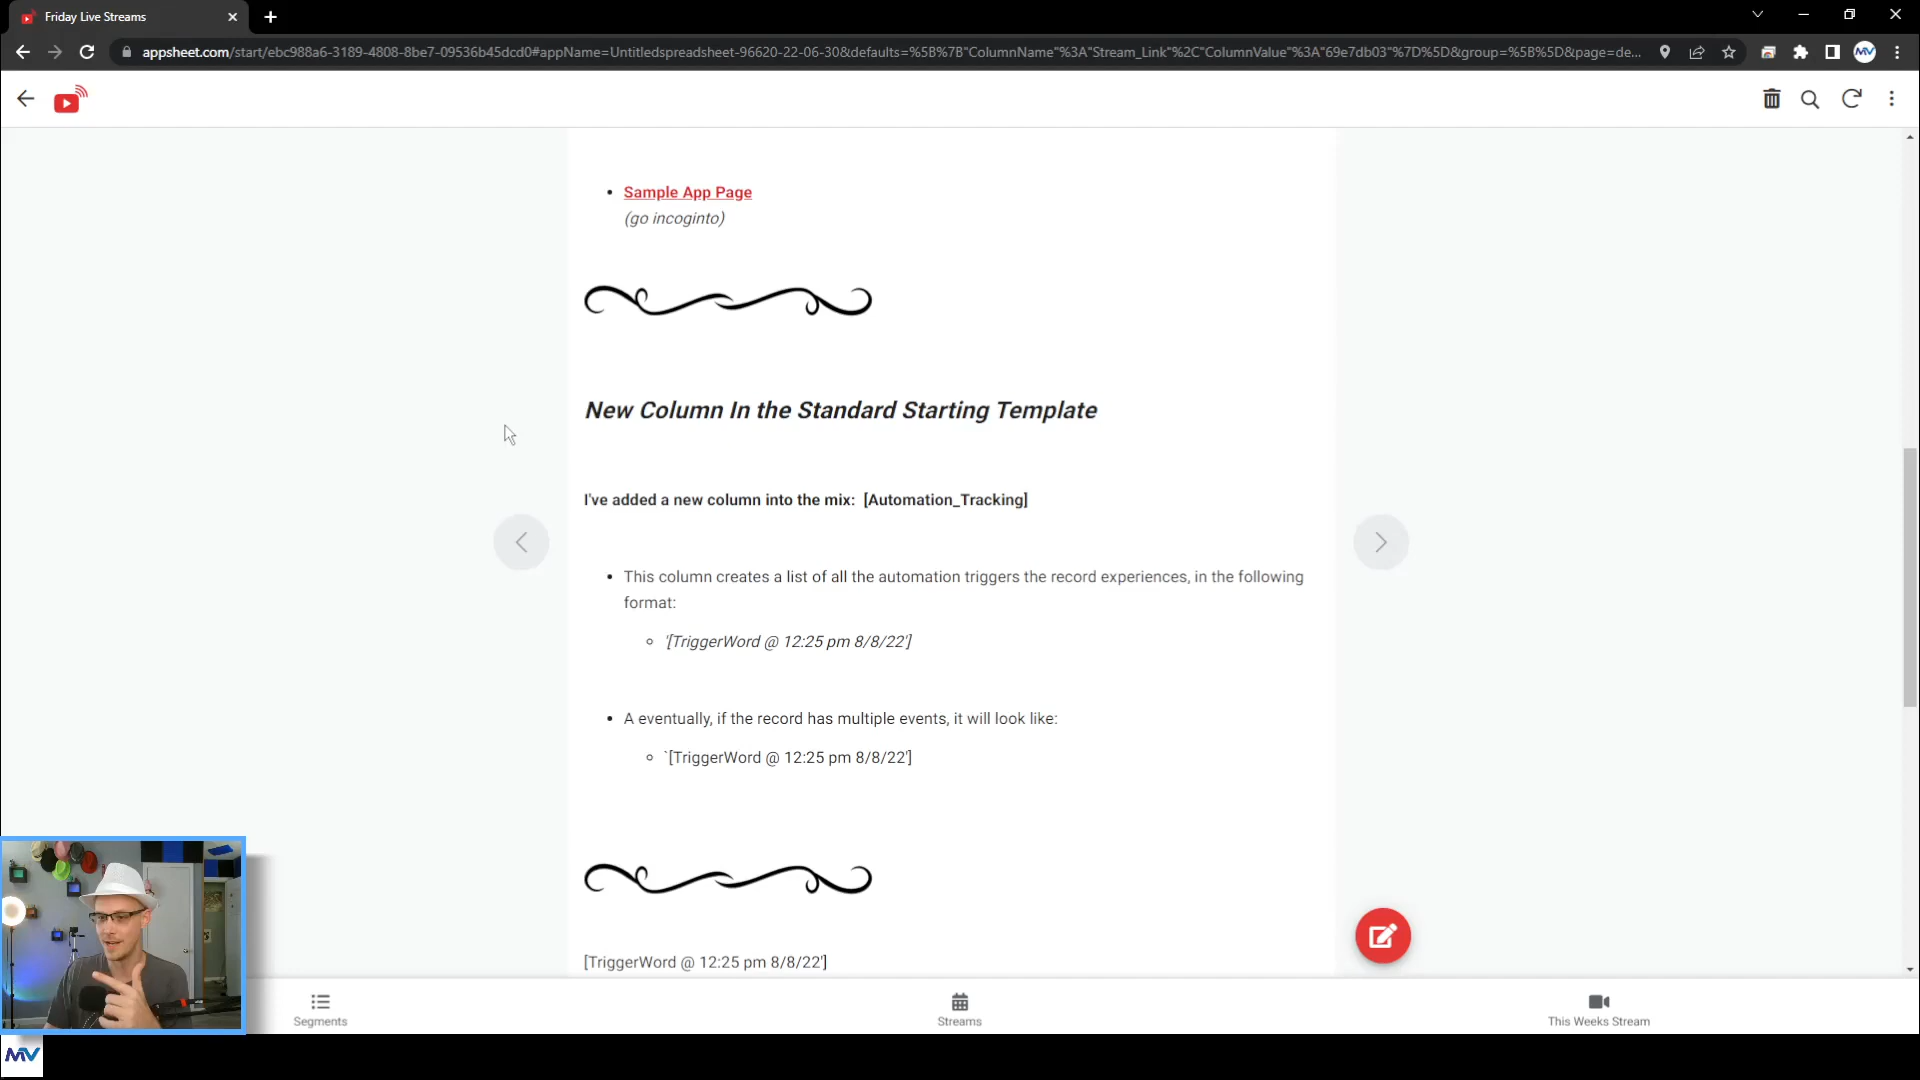 Friday Live Streams
appsheet.com/start/ebc988a6-3189-4808-8be7-09536b45dcd0#appName=Untitledspreadsheet-96620-22-06-30&defaults=%5B%7B"ColumnName"%3A"Stream_Link"%2C"ColumnValue"%3A"69e7db03"%7D%5D&group=%5B%5D&page=de...
MV
Sample App Page
(go incoginto)
New Column In the Standard Starting Template
I've added a new column into the mix: [Automation_Tracking]
This column creates a list of all the automation triggers the record experiences, in the following
format:
'[TriggerWord @ 12:25 pm 8/8/22']
A eventually, if the record has multiple events, it will look like:
`[TriggerWord @ 12:25 pm 8/8/22']
[TriggerWord @ 12:25 pm 8/8/22']
Segments
Streams
This Weeks Stream
MV